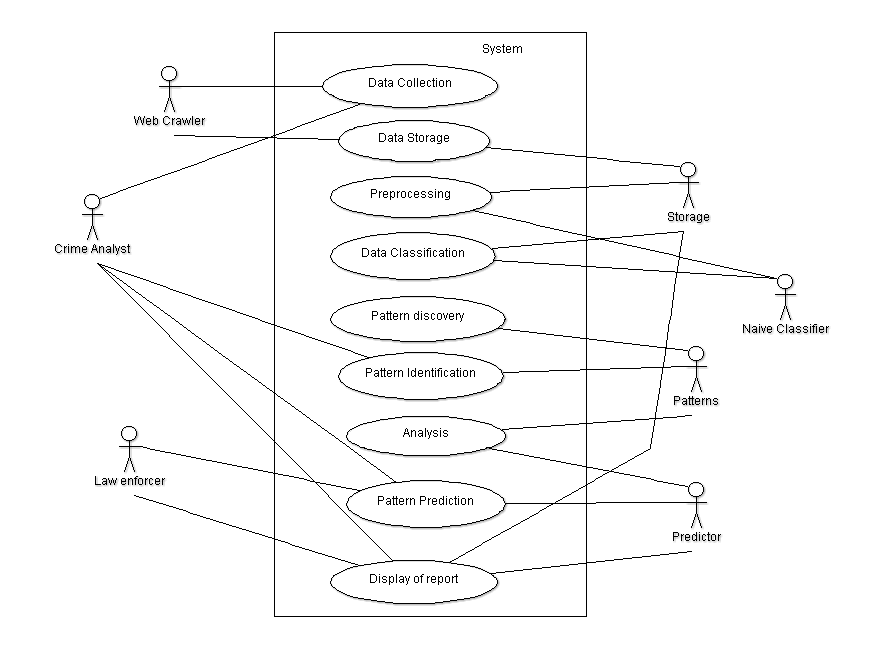 System
Data Collection
Web Crawler
Data Storage
Preprocessing
Storage
Crime Analyst
Data Classification
Pattern discovery
Naive Classifier
Pattern Identification
Patterns
Analysis
Law enforcer
Pattern Prediction
Predictor
Display of report